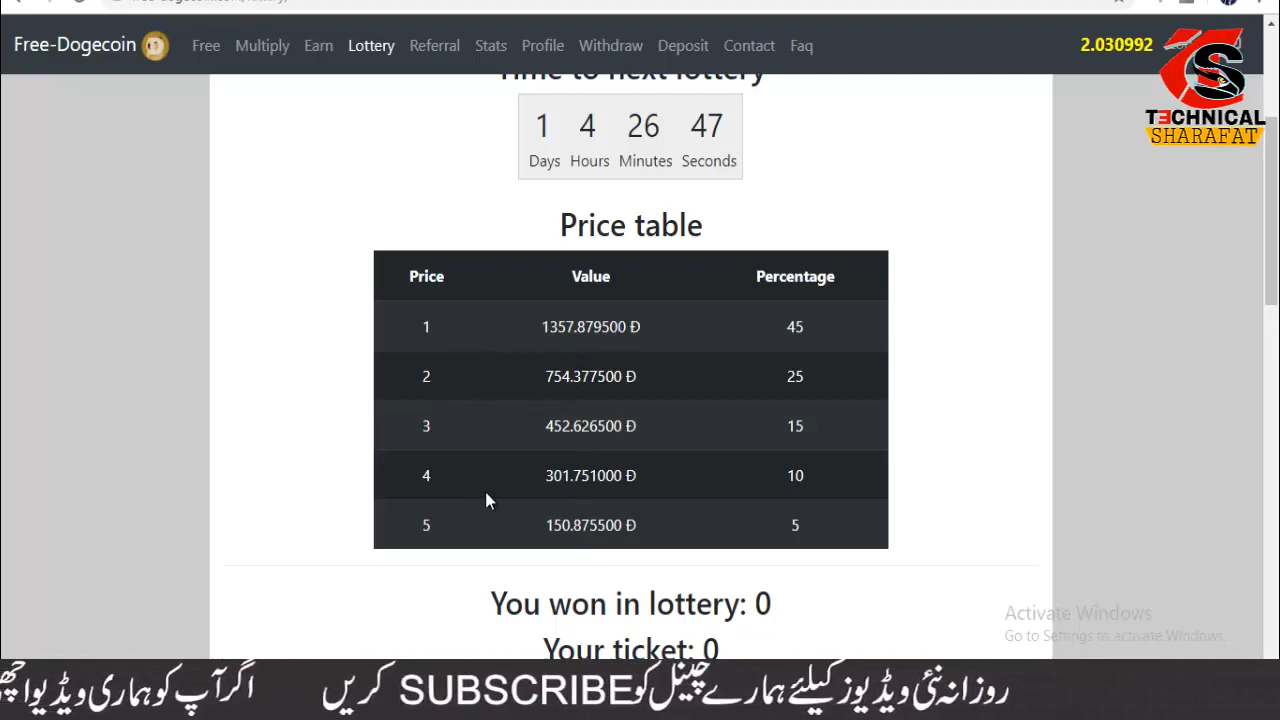 Free-Dogecoin Free Multiply Earn Lottery Referral Stats Profile Withdraw Deposit Contact Faq 2.030992
TECHNICAL
SHARAFAT
Time to next lottery
1 4 26 47
Days Hours Minutes Seconds
Price table
Price Value Percentage
1 1357.879500 Đ 45
2 754.377500 Đ 25
3 452.626500 Đ 15
4 301.751000 Đ 10
5 150.875500 Đ 5
You won in lottery: 0
Your ticket: 0
Activate Windows
Go to Settings to activate Windows.
روزانہ نئی ویڈیوز کیلئے ہمارے چینل کو SUBSCRIBE کریں اگر آپ کو ہماری ویڈیو